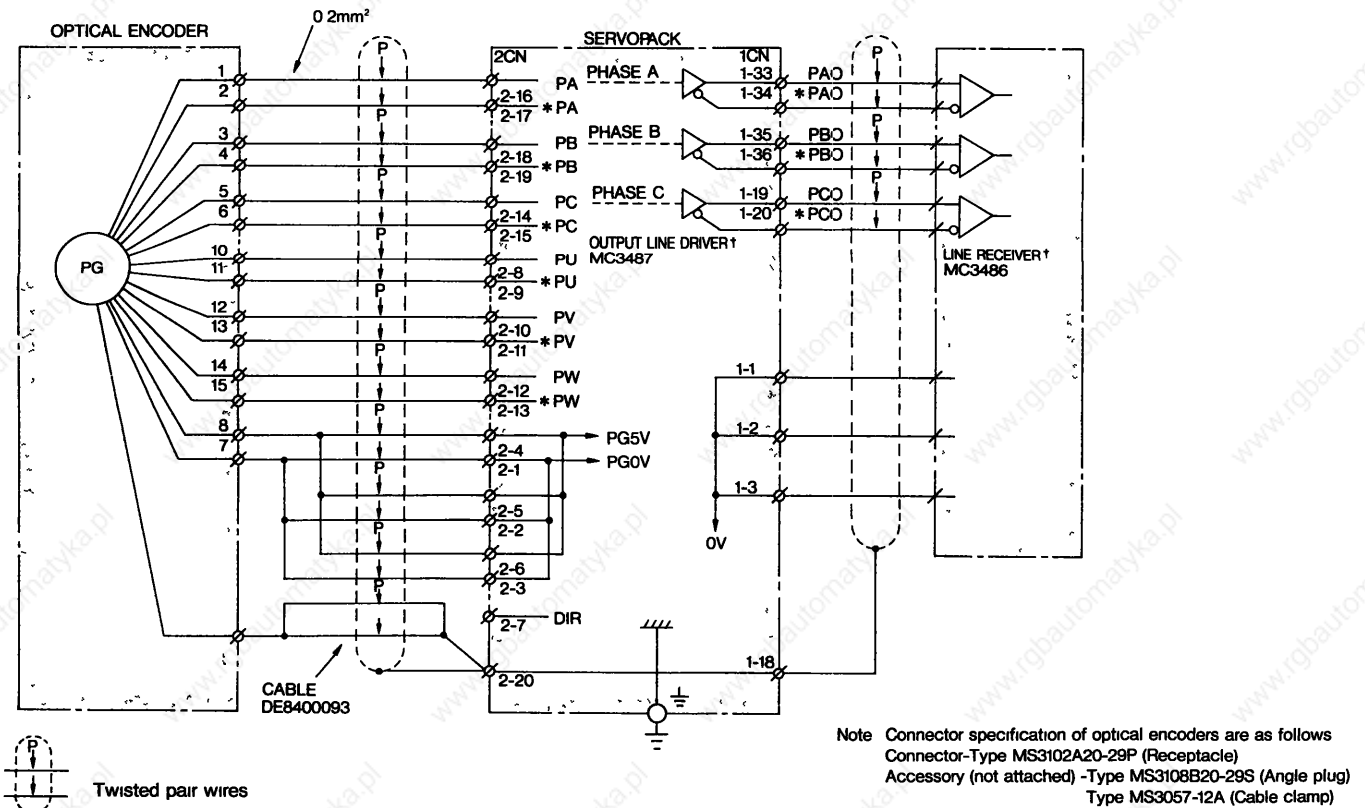 OPTICAL ENCODER
0 2mm²
SERVOPACK
2CN
1CN
P
P
P
P
P
P
P
P
P
P
P
P
P
1
2
3
4
5
6
10
11
12
13
14
15
8
7
PG
2-16
2-17
2-18
2-19
2-14
2-15
2-8
2-9
2-10
2-11
2-12
2-13
2-4
2-1
2-5
2-2
2-6
2-3
2-7
2-20
PA
*PA
PB
*PB
PC
*PC
PU
*PU
PV
*PV
PW
*PW
PG5V
PG0V
DIR
PHASE A
PHASE B
PHASE C
OUTPUT LINE DRIVER†
MC3487
1-33 PAO
1-34 *PAO
1-35 PBO
1-36 *PBO
1-19 PCO
1-20 *PCO
LINE RECEIVER†
MC3486
1-1
1-2
1-3
0V
1-18
CABLE
DE8400093
P
Twisted pair wires
Note Connector specification of optical encoders are as follows
Connector-Type MS3102A20-29P (Receptacle)
Accessory (not attached) -Type MS3108B20-29S (Angle plug)
Type MS3057-12A (Cable clamp)
www.rgbautomatyka.pl